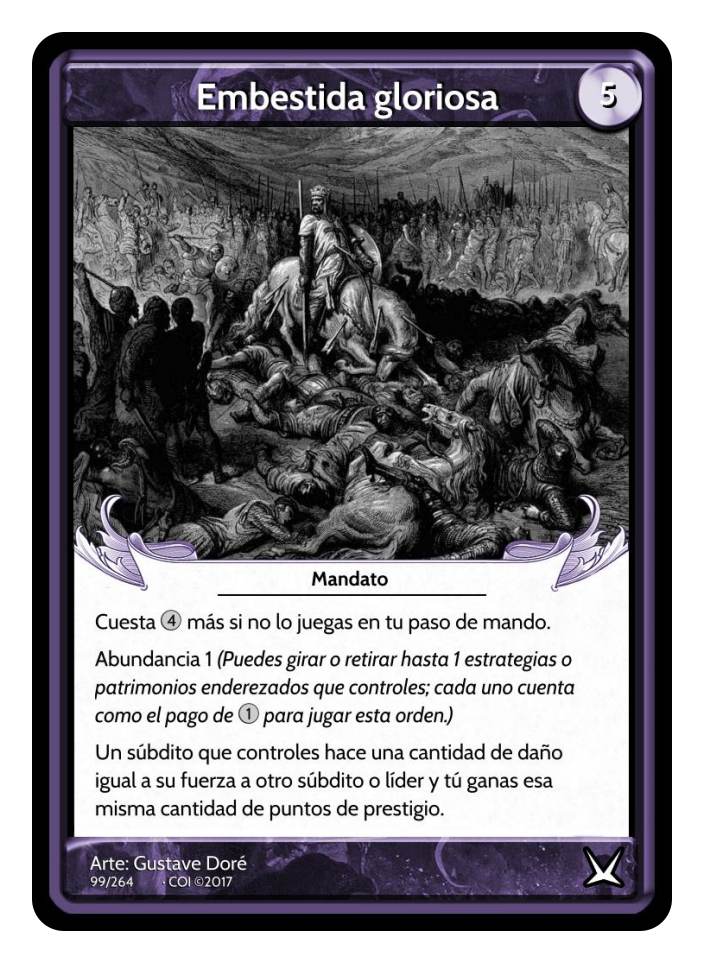 Embestida gloriosa
5
Mandato
Cuesta 4 más si no lo juegas en tu paso de mando.
Abundancia 1 (Puedes girar o retirar hasta 1 estrategias o
patrimonios enderezados que controles; cada uno cuenta
como el pago de 1 para jugar esta orden.)
Un súbdito que controles hace una cantidad de daño
igual a su fuerza a otro súbdito o líder y tú ganas esa
misma cantidad de puntos de prestigio.
Arte: Gustave Doré
99/264 · COI ©2017